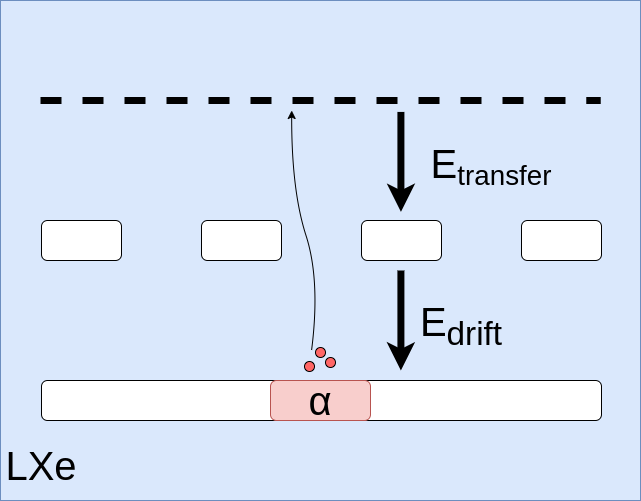 Etransfer
Edrift
α
LXe